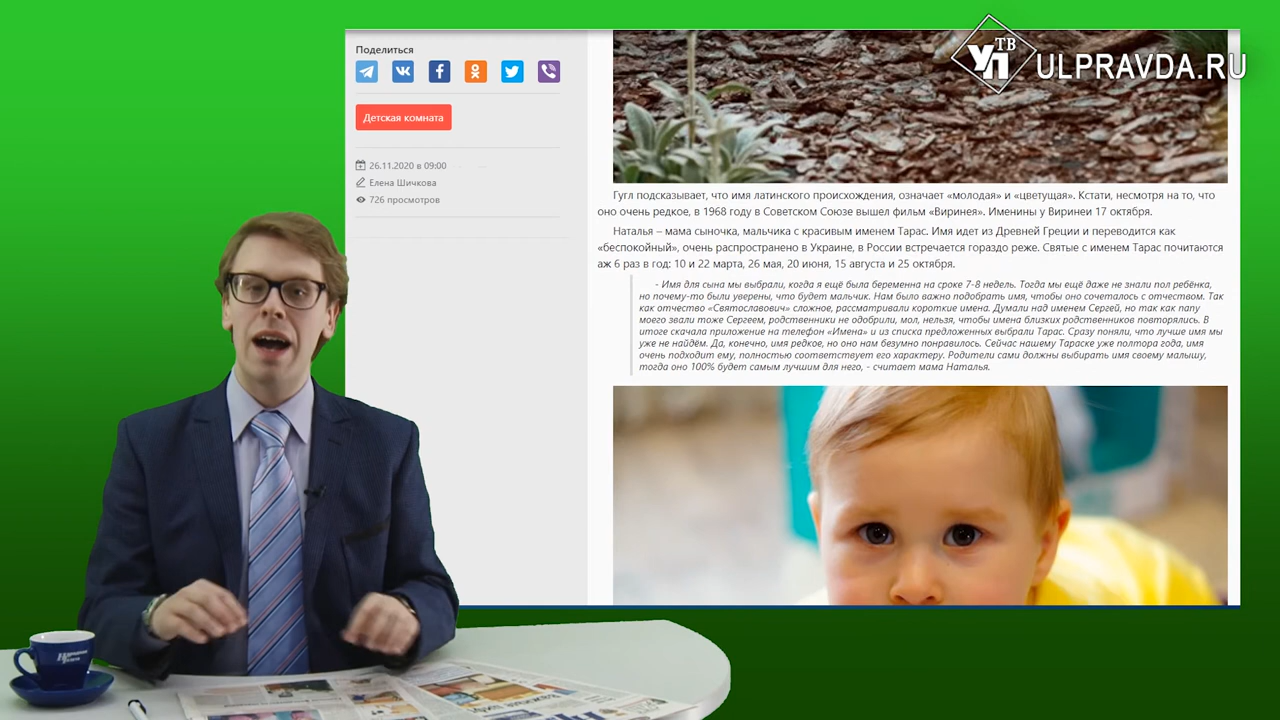 УП ТВ
ULPRAVDA.RU
Поделиться
Детская комната
26.11.2020 в 09:00
Елена Шичкова
726 просмотров
Гугл подсказывает, что имя латинского происхождения, означает «молодая» и «цветущая». Кстати, несмотря на то, что
оно очень редкое, в 1968 году в Советском Союзе вышел фильм «Виринея». Именины у Виринеи 17 октября.
Наталья – мама сыночка, мальчика с красивым именем Тарас. Имя идет из Древней Греции и переводится как
«беспокойный», очень распространено в Украине, в России встречается гораздо реже. Святые с именем Тарас почитаются
аж 6 раз в год: 10 и 22 марта, 26 мая, 20 июня, 15 августа и 25 октября.
- Имя для сына мы выбрали, когда я ещё была беременна на сроке 7-8 недель. Тогда мы ещё даже не знали пол ребёнка,
но почему-то были уверены, что будет мальчик. Нам было важно подобрать имя, чтобы оно сочеталось с отчеством. Так
как отчество «Святославович» сложное, рассматривали короткие имена. Думали над именем Сергей, но так как папу
моего звали тоже Сергеем, родственники не одобрили, мол, нельзя, чтобы имена близких родственников повторялись. В
итоге скачала приложение на телефон «Имена» и из списка предложенных выбрали Тарас. Сразу поняли, что лучше имя мы
уже не найдём. Да, конечно, имя редкое, но оно нам безумно понравилось. Сейчас нашему Тараске уже полтора года, имя
очень подходит ему, полностью соответствует его характеру. Родители сами должны выбирать имя своему малышу,
тогда оно 100% будет самым лучшим для него, - считает мама Наталья.